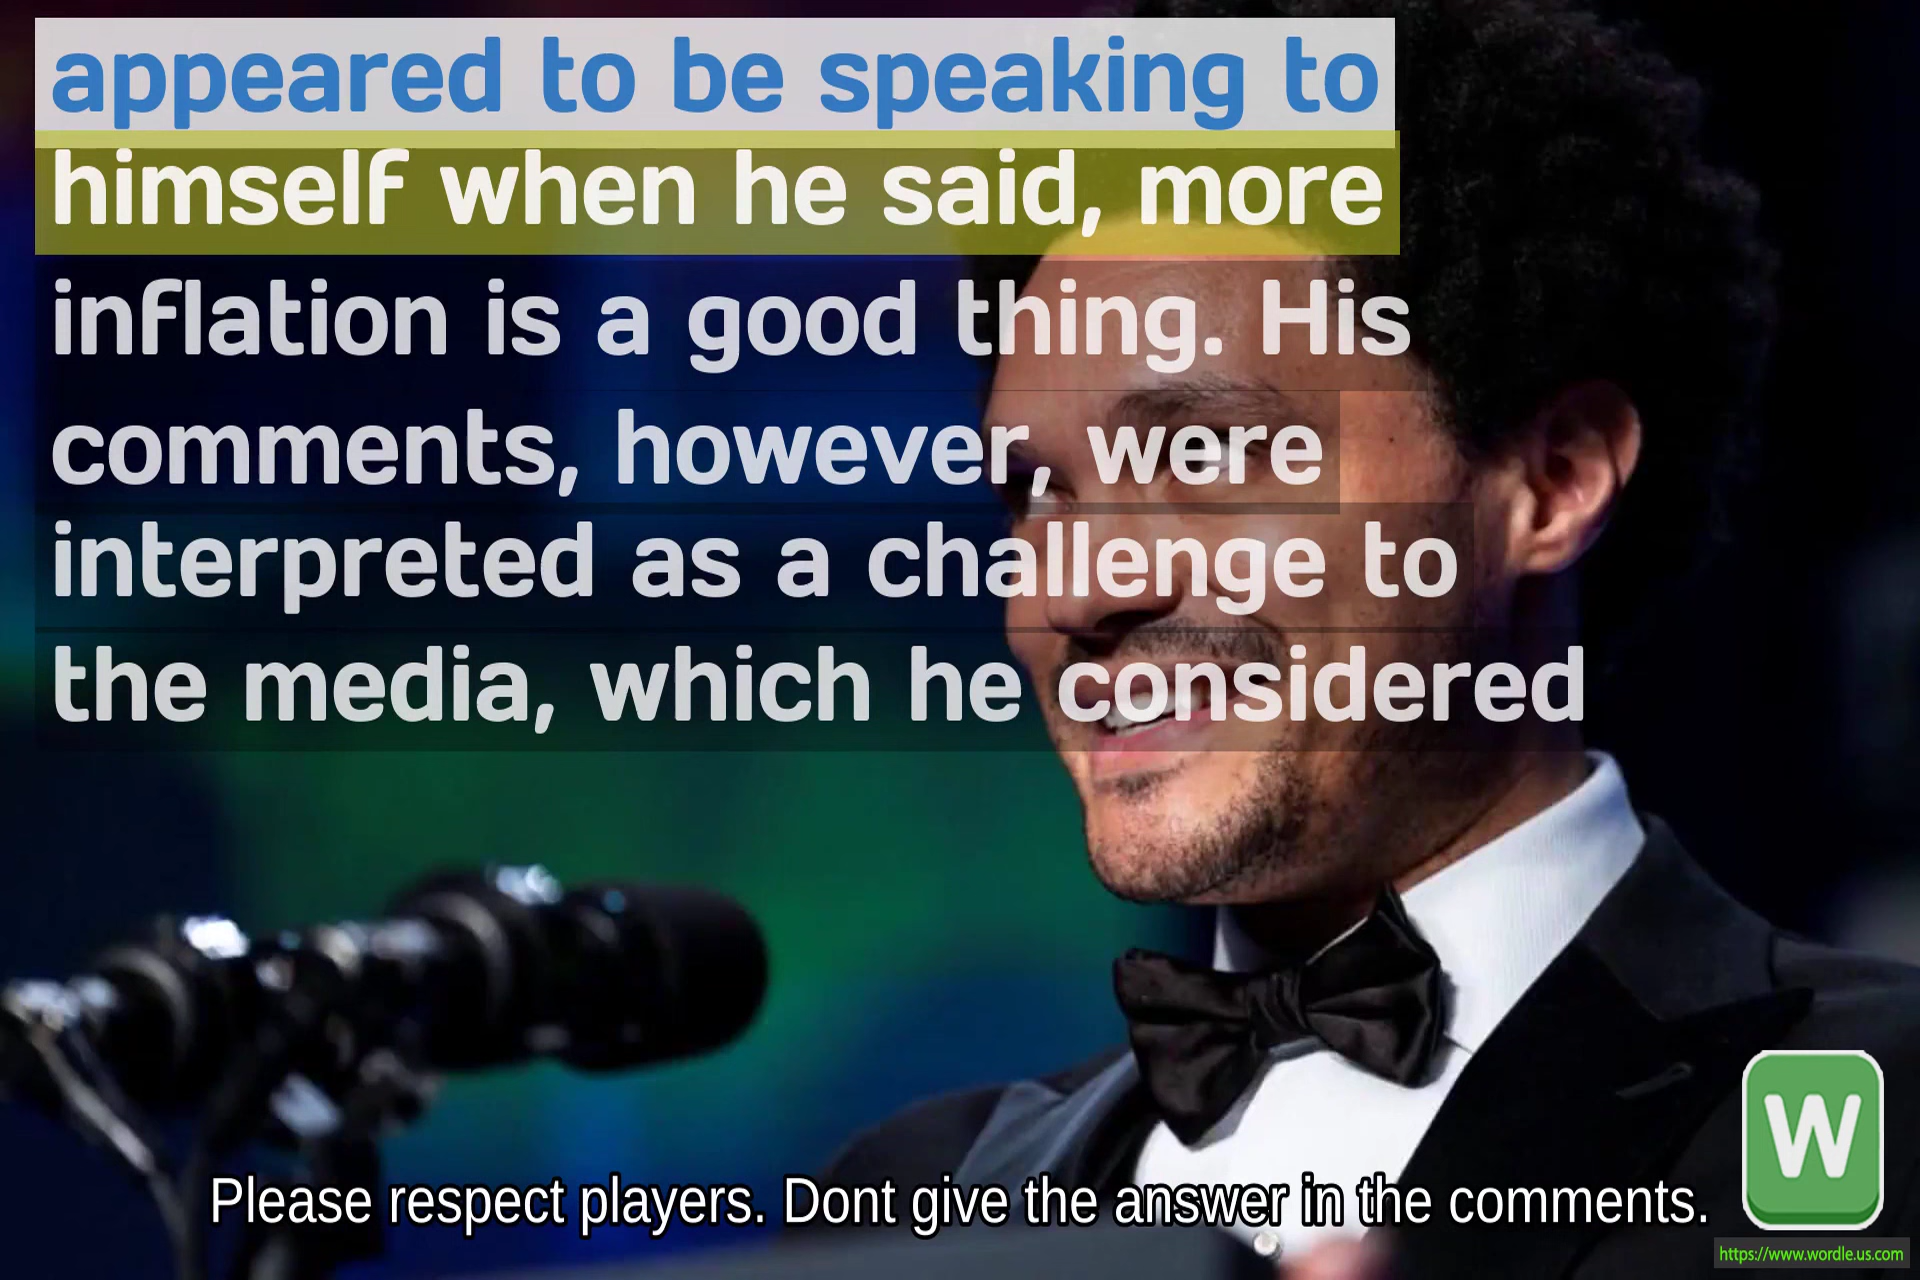 appeared to be speaking to
himself when he said, more
inflation is a good thing. His
comments, however, were
interpreted as a challenge to
the media, which he considered
W
Please respect players. Dont give the answer in the comments.
https://www.wordle.us.com